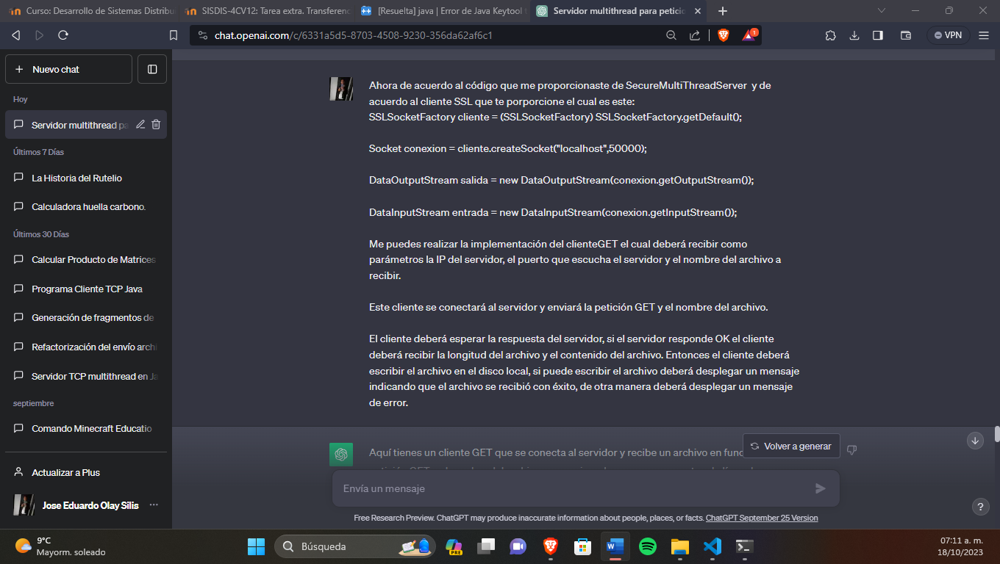 Curso: Desarrollo de Sistemas Distribu
SISDIS-4CV12: Tarea extra. Transferenc
[Resuelta] java | Error de Java Keytool
Servidor multithread para peticio
chat.openai.com/c/6331a5d5-8703-4508-9230-356da62af6c1
1
VPN
Nuevo chat
Hoy
Servidor multithread pa
Últimos 7 Días
La Historia del Rutelio
Calculadora huella carbono.
Últimos 30 Días
Calcular Producto de Matrices
Programa Cliente TCP Java
Generación de fragmentos de
Refactorización del envío archi
Servidor TCP multithread en Ja
septiembre
Comando Minecraft Educatio
Actualizar a Plus
Jose Eduardo Olay Silis
Ahora de acuerdo al código que me proporcionaste de SecureMultiThreadServer y de
acuerdo al cliente SSL que te porporcione el cual es este:
SSLSocketFactory cliente = (SSLSocketFactory) SSLSocketFactory.getDefault();
Socket conexion = cliente.createSocket("localhost",50000);
DataOutputStream salida = new DataOutputStream(conexion.getOutputStream());
DataInputStream entrada = new DataInputStream(conexion.getInputStream());
Me puedes realizar la implementación del clienteGET el cual deberá recibir como
parámetros la IP del servidor, el puerto que escucha el servidor y el nombre del archivo a
recibir.
Este cliente se conectará al servidor y enviará la petición GET y el nombre del archivo.
El cliente deberá esperar la respuesta del servidor, si el servidor responde OK el cliente
deberá recibir la longitud del archivo y el contenido del archivo. Entonces el cliente deberá
escribir el archivo en el disco local, si puede escribir el archivo deberá desplegar un mensaje
indicando que el archivo se recibió con éxito, de otra manera deberá desplegar un mensaje
de error.
Aquí tienes un cliente GET que se conecta al servidor y recibe un archivo en func
Volver a generar
Envía un mensaje
Free Research Preview. ChatGPT may produce inaccurate information about people, places, or facts. ChatGPT September 25 Version
?
9°C
Mayorm. soleado
Búsqueda
PRE
07:11 a. m.
18/10/2023